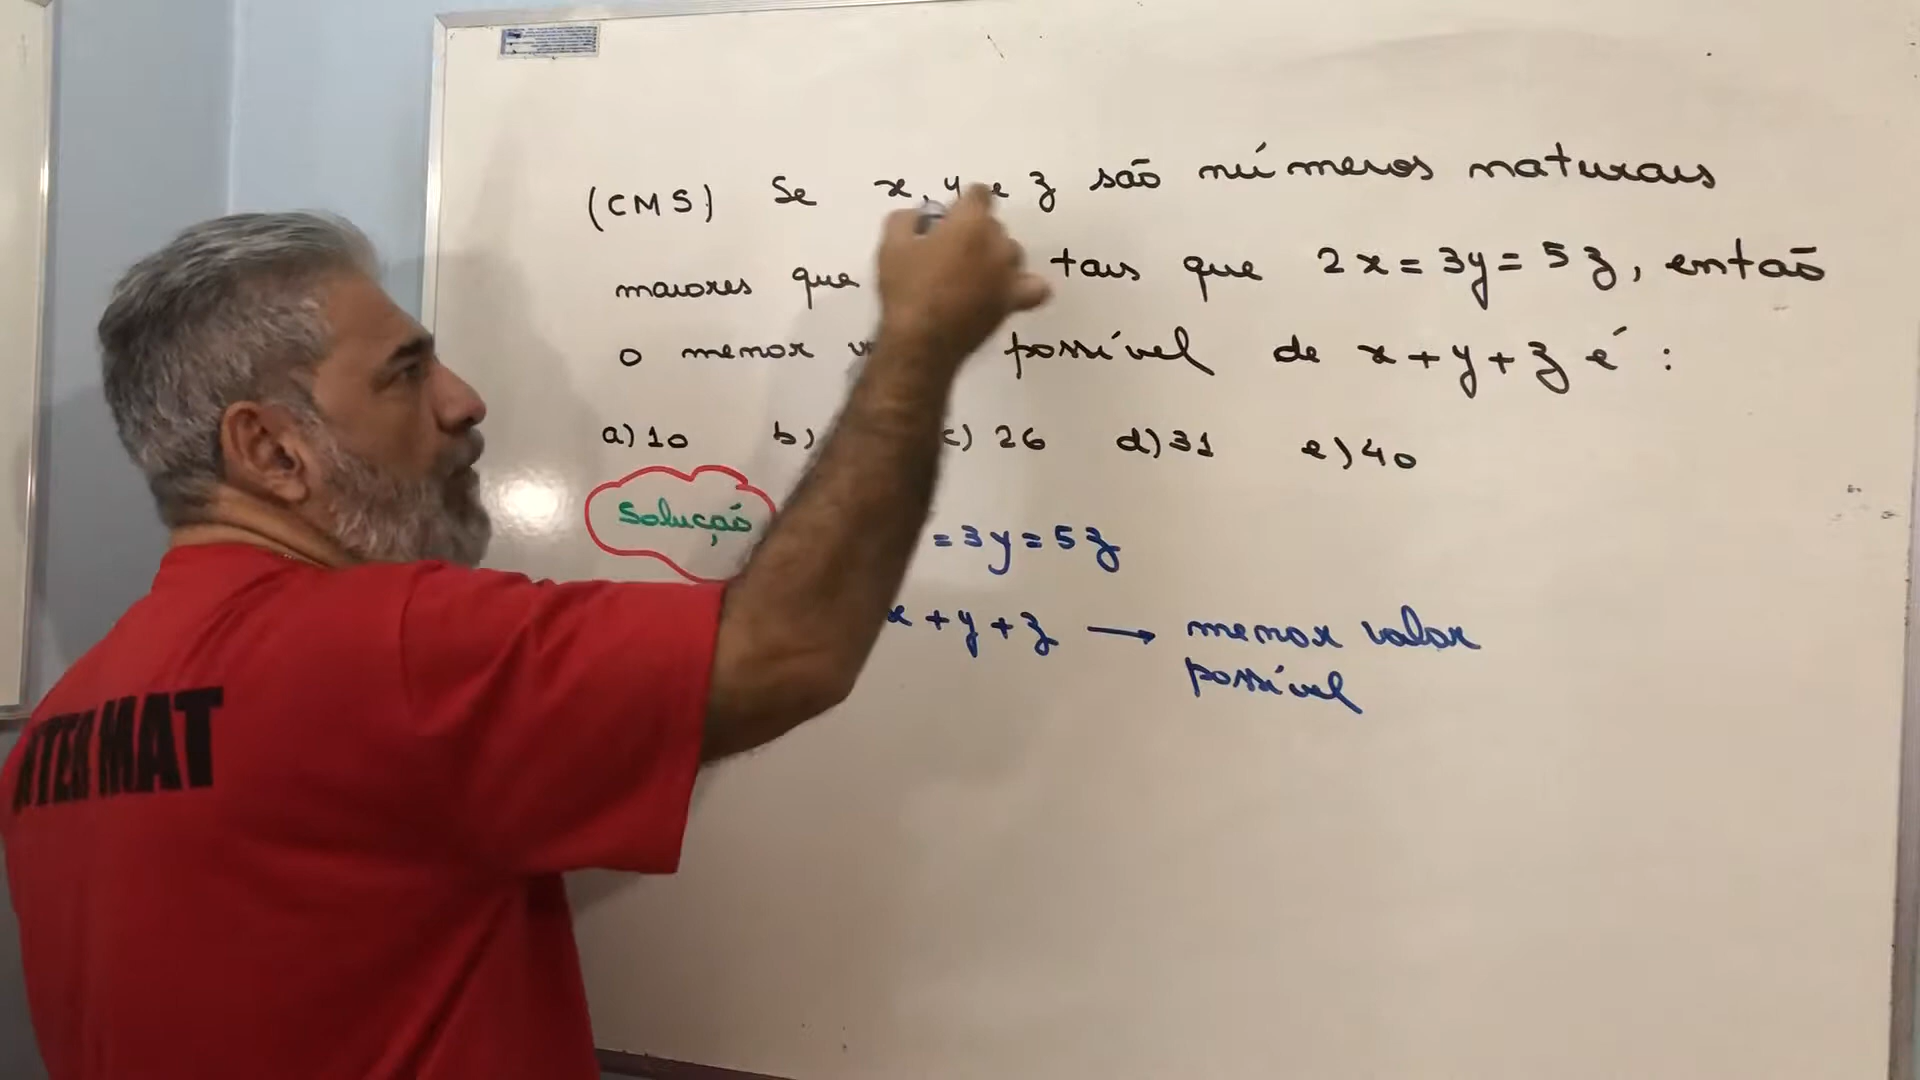 (CMS) Se x, y e z são números naturais
maiores que tais que 2x = 3y = 5z, então
o menor possível de x + y + z é :
a) 10 b) c) 26 d) 31 e) 40
Solução
= 3y = 5z
x + y + z → menor valor
possível
MAT